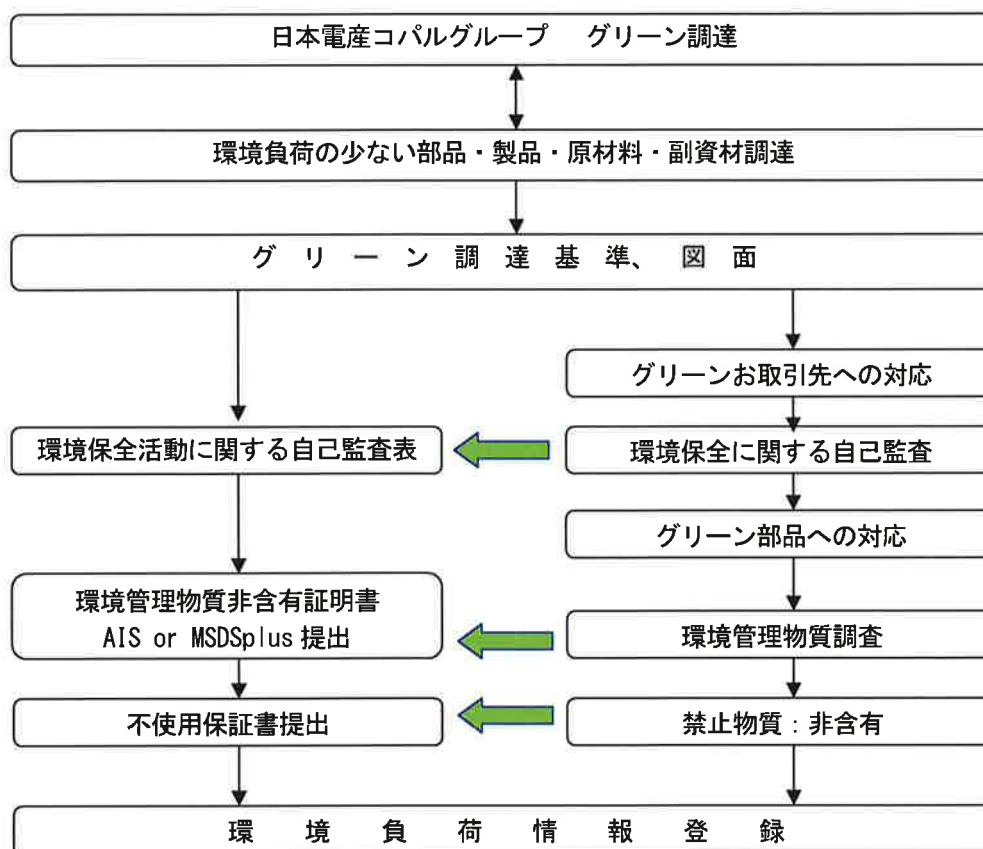 日本電産コパルグループ グリーン調達
環境負荷の少ない部品・製品・原材料・副資材調達
グリーン調達基準、図面
グリーンお取引先への対応
環境保全活動に関する自己監査表
環境保全に関する自己監査
グリーン部品への対応
環境管理物質非含有証明書
AIS or MSDSplus 提出
環境管理物質調査
不使用保証書提出
禁止物質：非含有
環境負荷情報登録